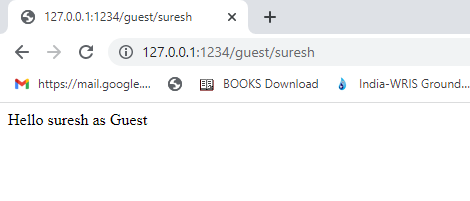 127.0.0.1:1234/guest/suresh
127.0.0.1:1234/guest/suresh
https://mail.google.... BOOKS Download India-WRIS Ground...
Hello suresh as Guest